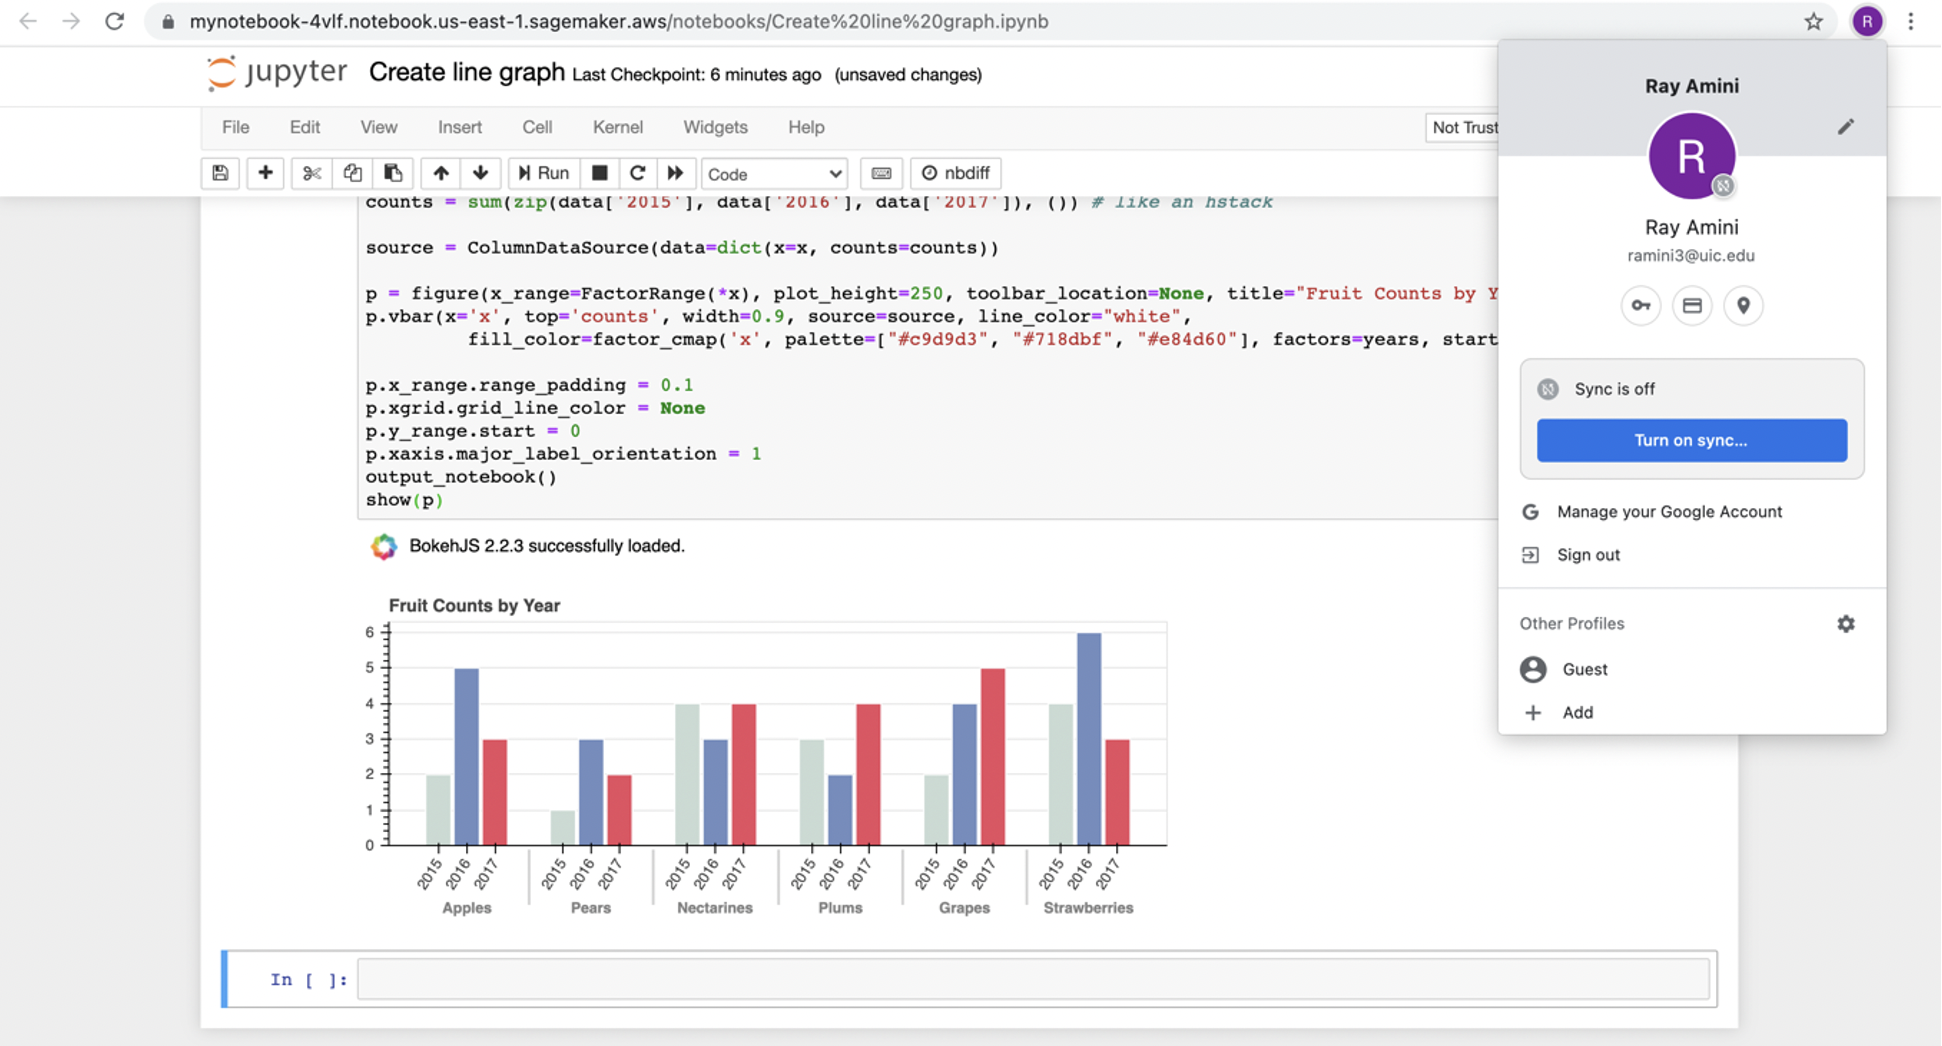 mynotebook-4vlf.notebook.us-east-1.sagemaker.aws/notebooks/Create%20line%20graph.ipynb
R
jupyter Create line graph Last Checkpoint: 6 minutes ago (unsaved changes)
File Edit View Insert Cell Kernel Widgets Help
Not Trust
Run Code nbdiff
counts = sum(zip(data['2015'], data['2016'], data['2017']), ()) # like an hstack
source = ColumnDataSource(data=dict(x=x, counts=counts))
p = figure(x_range=FactorRange(*x), plot_height=250, toolbar_location=None, title="Fruit Counts by Y
p.vbar(x='x', top='counts', width=0.9, source=source, line_color="white",
fill_color=factor_cmap('x', palette=["#c9d9d3", "#718dbf", "#e84d60"], factors=years, start
p.x_range.range_padding = 0.1
p.xgrid.grid_line_color = None
p.y_range.start = 0
p.xaxis.major_label_orientation = 1
output_notebook()
show(p)
BokehJS 2.2.3 successfully loaded.
Fruit Counts by Year
6
5
4
3
2
1
0
2015 2016 2017 2015 2016 2017 2015 2016 2017 2015 2016 2017 2015 2016 2017 2015 2016 2017
Apples Pears Nectarines Plums Grapes Strawberries
In [ ]:
Ray Amini
R
Ray Amini
ramini3@uic.edu
Sync is off
Turn on sync...
G Manage your Google Account
Sign out
Other Profiles
Guest
Add